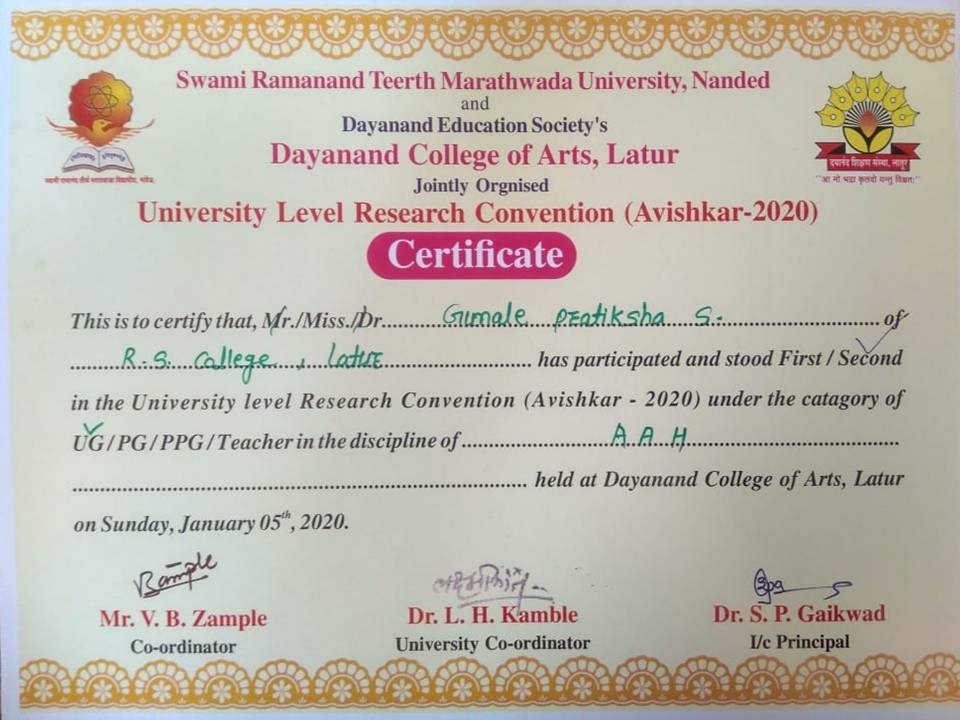 Swami Ramanand Teerth Marathwada University, Nanded
and
Dayanand Education Society's
Dayanand College of Arts, Latur
Jointly Orgnised
University Level Research Convention (Avishkar-2020)
दयानंद शिक्षण संस्था, लातूर
Certificate
This is to certify that, Mr./Miss./Dr. Gumale Pratiksha S. of
R.S. College, Latur has participated and stood First / Second
in the University level Research Convention (Avishkar - 2020) under the catagory of
UG / PG / PPG / Teacher in the discipline of A A H
held at Dayanand College of Arts, Latur
on Sunday, January 05th, 2020.
Mr. V. B. Zample
Co-ordinator
Dr. L. H. Kamble
University Co-ordinator
Dr. S. P. Gaikwad
I/c Principal